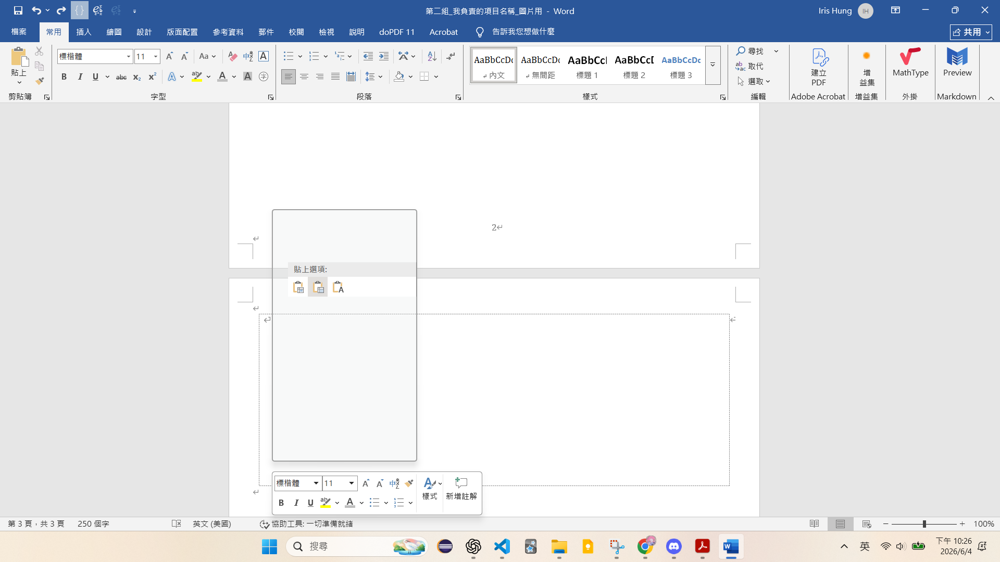 第二組_我負責的項目名稱_圖片用 - Word
Iris Hung
IH
檔案 常用 插入 繪圖 設計 版面配置 參考資料 郵件 校閱 檢視 說明 doPDF 11 Acrobat 告訴我您想做什麼
共用
貼上
標楷體 11
AaBbCcDc AaBbCcDc AaBbCcI AaBbCcI AaBbCcDc
內文 無間距 標題 1 標題 2 標題 3
尋找
取代
選取
建立
PDF
增
益集
MathType
Preview
剪貼簿 字型 段落 樣式 編輯 Adobe Acrobat 增益集 外掛 Markdown
2
貼上選項:
標楷體 11
樣式
新增註解
第 3 頁，共 3 頁 250 個字 英文 (美國) 協助工具: 一切準備就緒 100%
搜尋
英
下午 10:26
2026/6/4